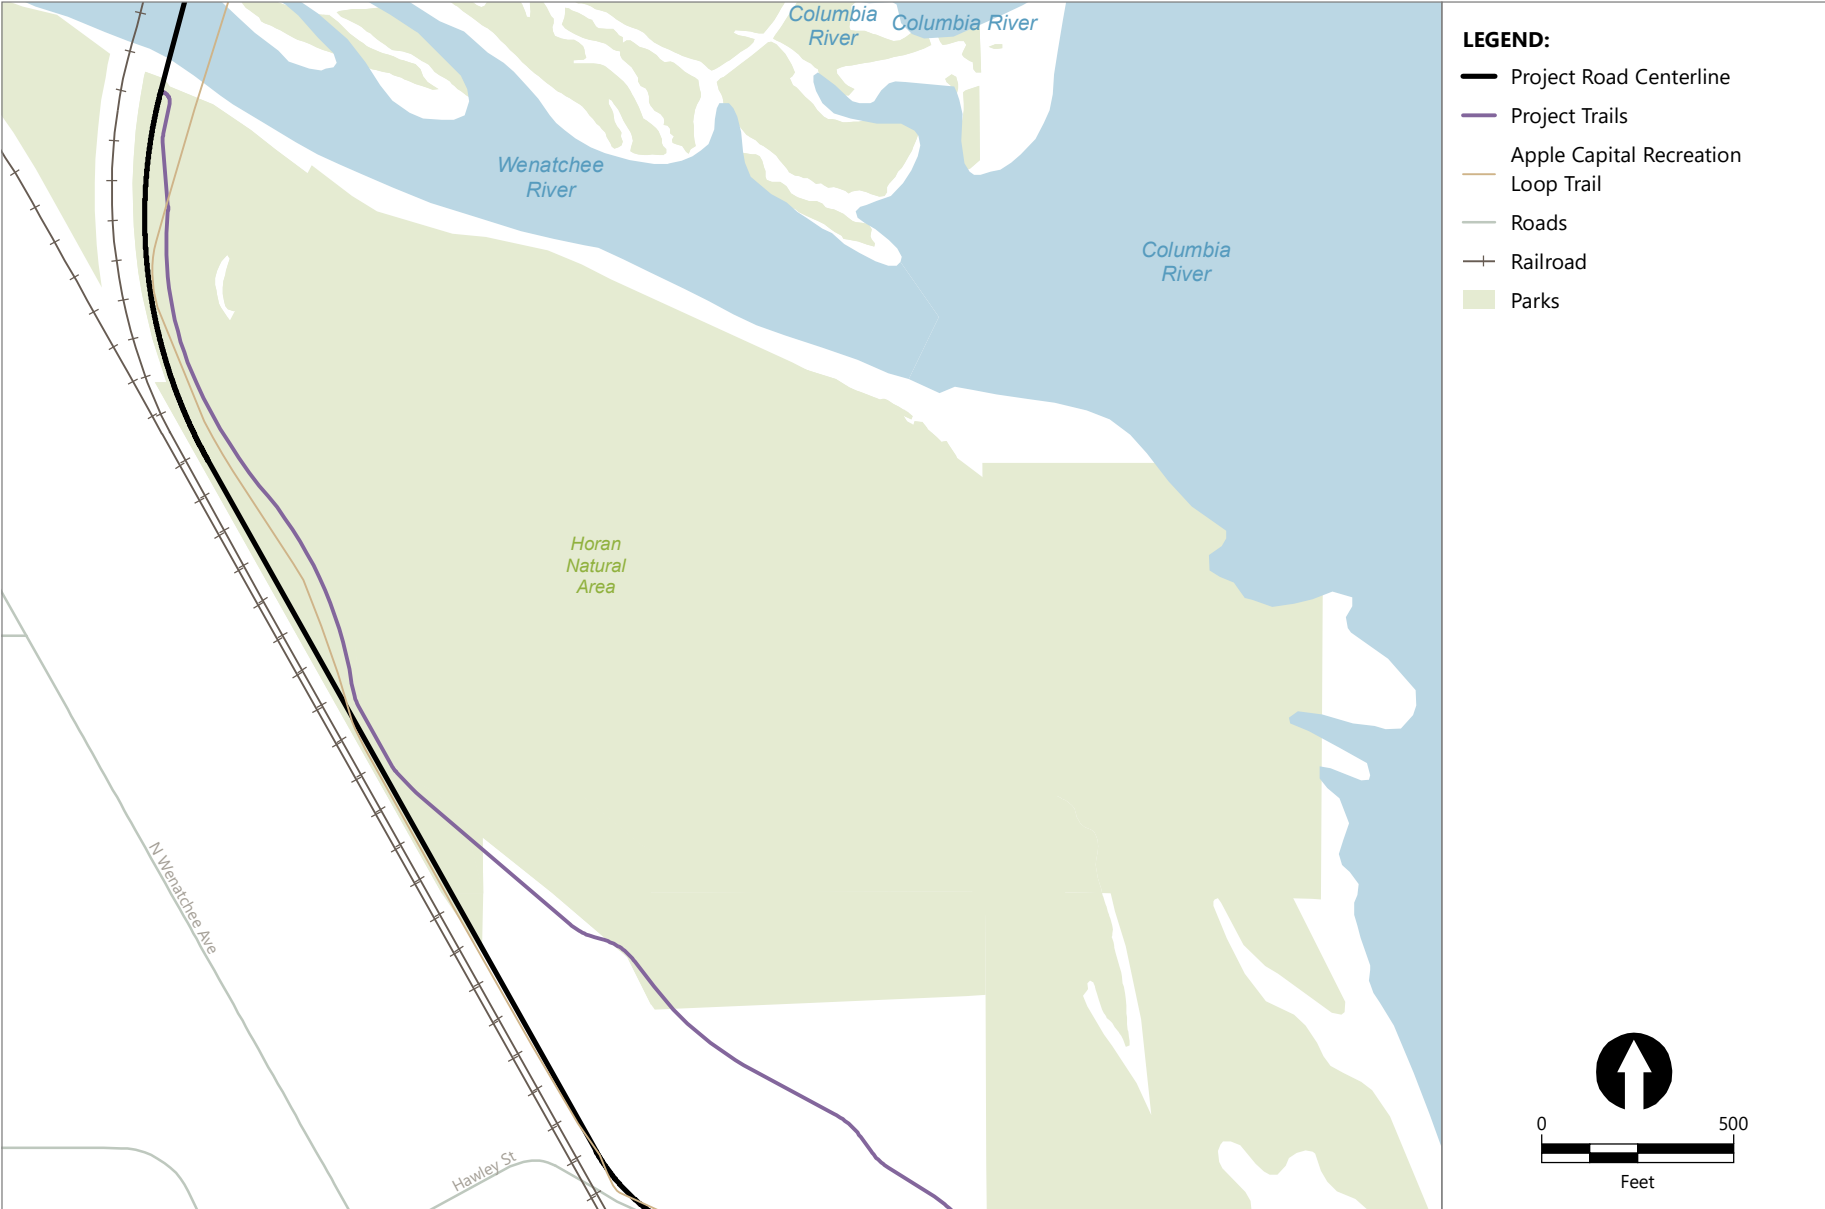 Columbia
River
Columbia River
Wenatchee
River
Columbia
River
Horan
Natural
Area
N Wenatchee Ave
Hawley St
LEGEND:
Project Road Centerline
Project Trails
Apple Capital Recreation
Loop Trail
Roads
Railroad
Parks
0 500
Feet